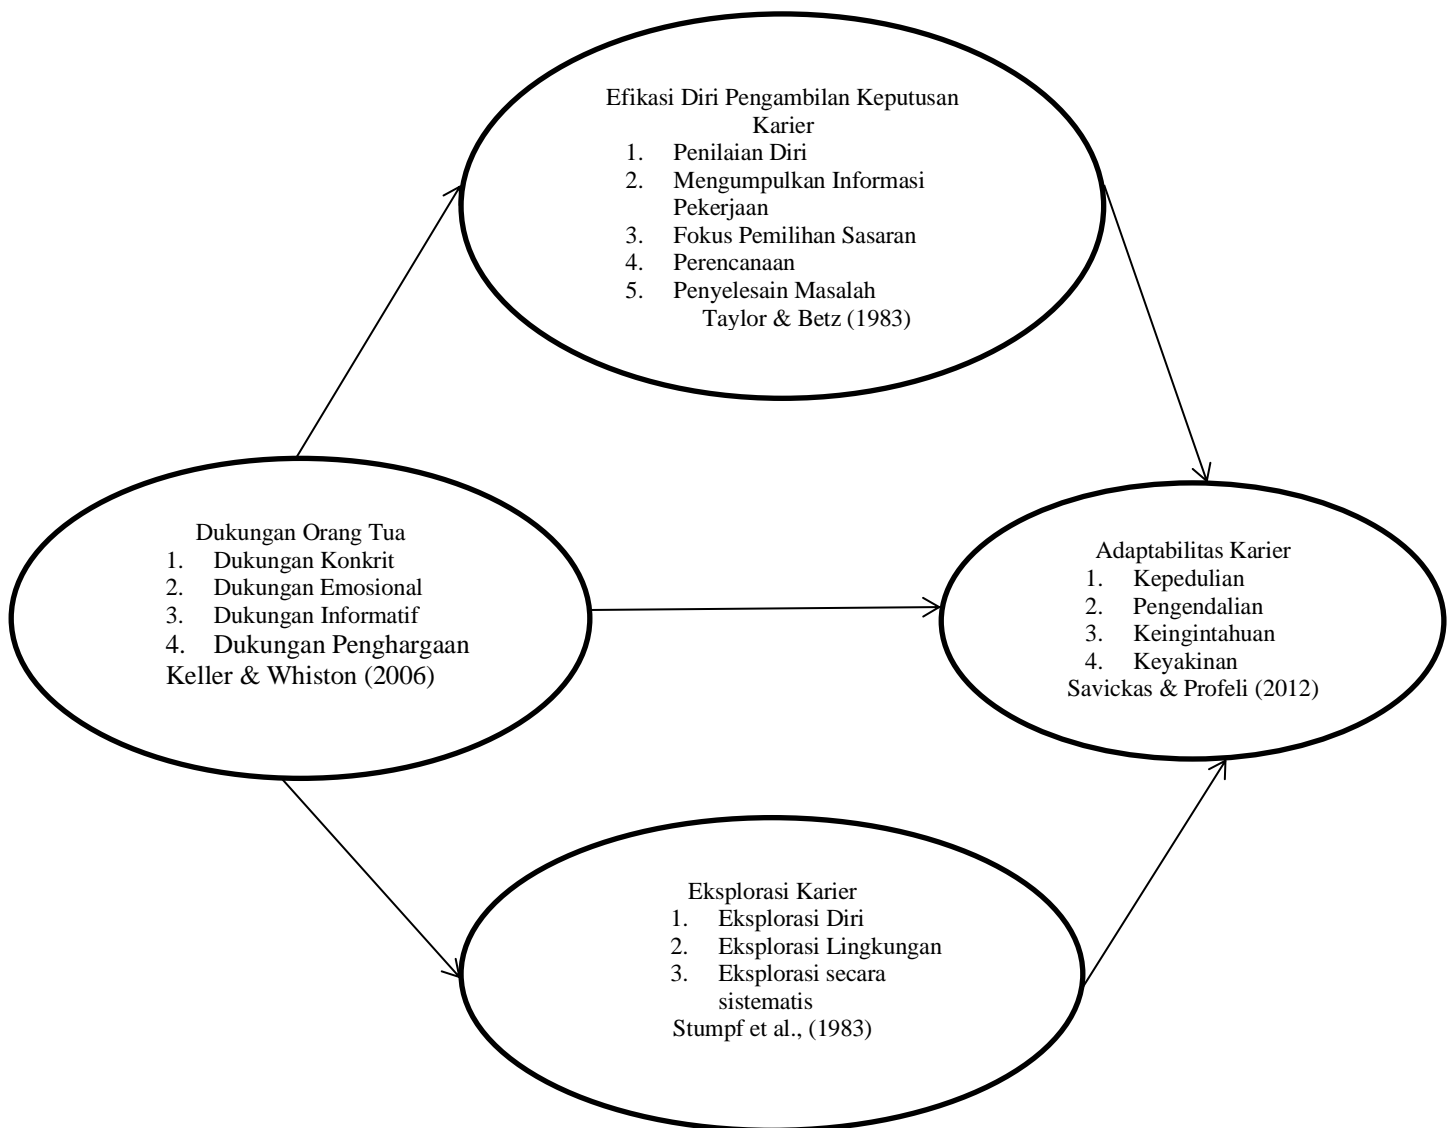 Efikasi Diri Pengambilan Keputusan
Karier
1. Penilaian Diri
2. Mengumpulkan Informasi
Pekerjaan
3. Fokus Pemilihan Sasaran
4. Perencanaan
5. Penyelesain Masalah
Taylor & Betz (1983)
Dukungan Orang Tua
1. Dukungan Konkrit
2. Dukungan Emosional
3. Dukungan Informatif
4. Dukungan Penghargaan
Keller & Whiston (2006)
Adaptabilitas Karier
1. Kepedulian
2. Pengendalian
3. Keingintahuan
4. Keyakinan
Savickas & Profeli (2012)
Eksplorasi Karier
1. Eksplorasi Diri
2. Eksplorasi Lingkungan
3. Eksplorasi secara
sistematis
Stumpf et al., (1983)